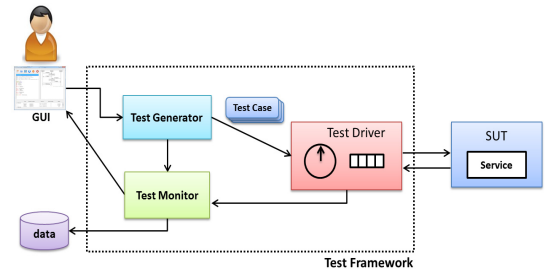 GUI
Test Generator
Test Case
Test Driver
SUT
Service
Test Monitor
data
Test Framework